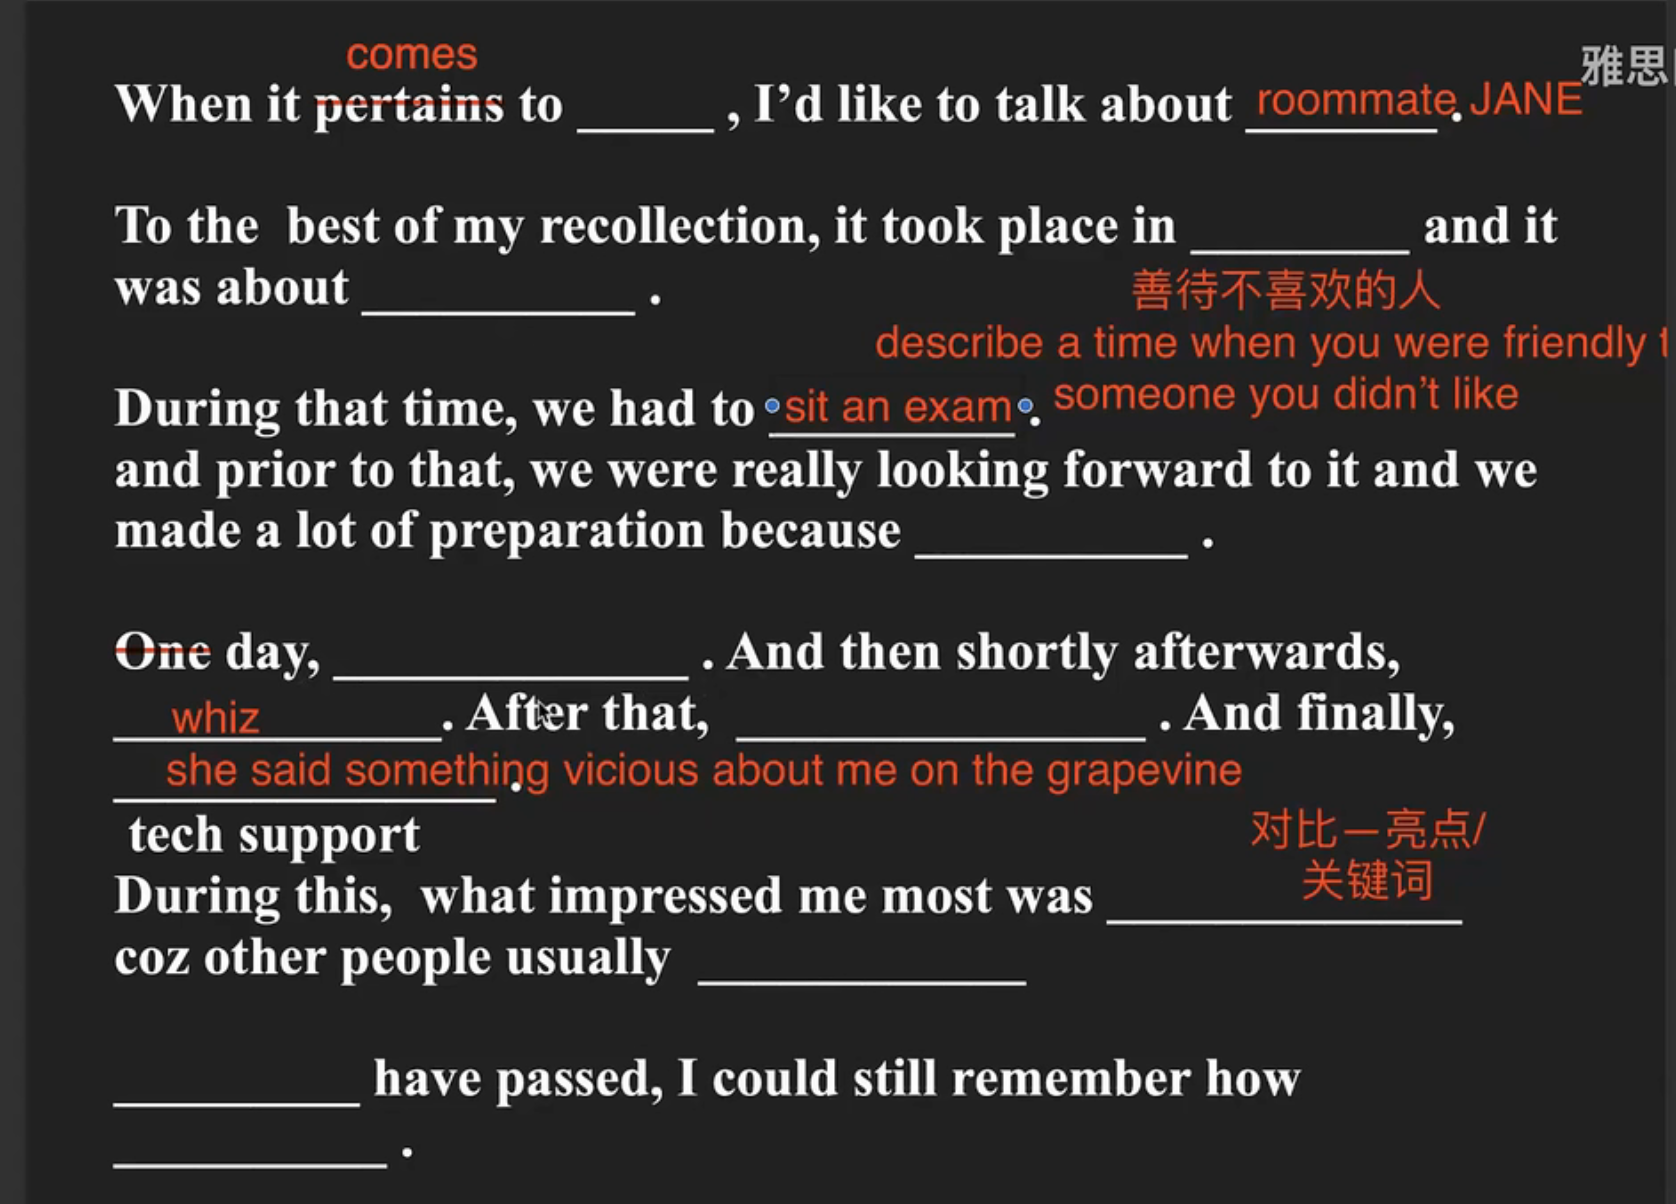 comes
雅思
When it pertains to _____ , I’d like to talk about roommate JANE .
To the best of my recollection, it took place in ________ and it
was about __________ .
善待不喜欢的人
describe a time when you were friendly
someone you didn’t like
During that time, we had to sit an exam .
and prior to that, we were really looking forward to it and we
made a lot of preparation because __________ .
One day, _____________ . And then shortly afterwards,
whiz . After that, _______________ . And finally,
she said something vicious about me on the grapevine .
tech support
对比—亮点/
关键词
During this, what impressed me most was _____________
coz other people usually ____________
_________ have passed, I could still remember how
__________ .